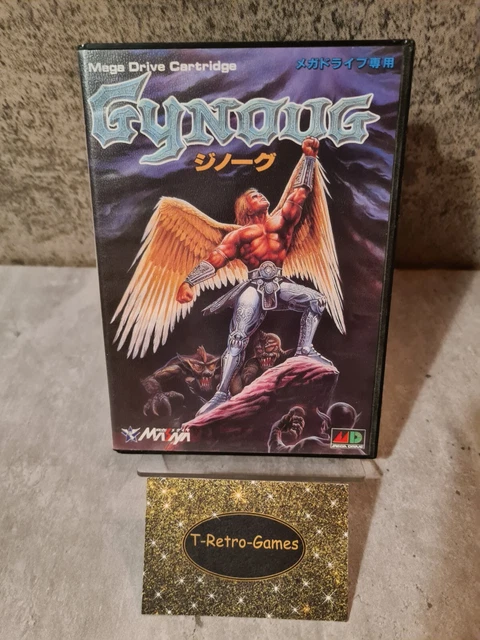 Mega Drive Cartridge
メガドライブ専用
GYNOUG
ジノーグ
MASAYA
MD
T-Retro-Games